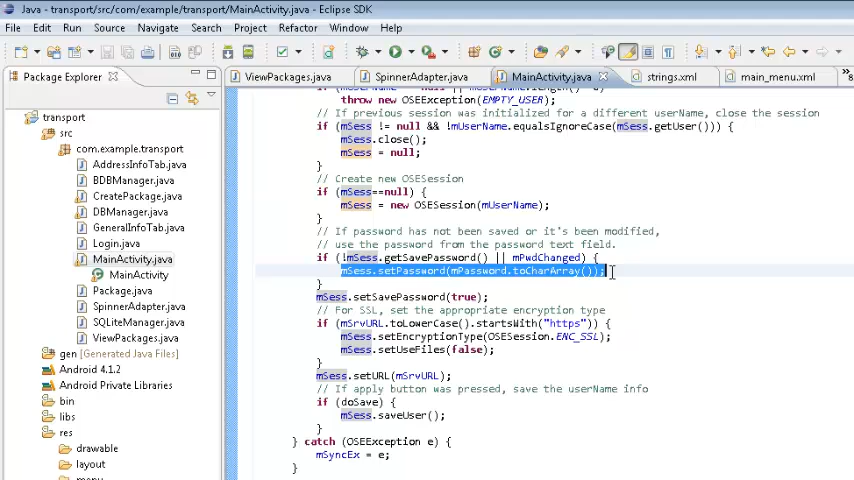 Java - transport/src/com/example/transport/MainActivity.java - Eclipse SDK
File Edit Run Source Navigate Search Project Refactor Window Help
Package Explorer
ViewPackages.java
SpinnerAdapter.java
MainActivity.java
strings.xml
main_menu.xml
transport
src
com.example.transport
AddressInfoTab.java
BDBManager.java
CreatePackage.java
DBManager.java
GeneralInfoTab.java
Login.java
MainActivity.java
MainActivity
Package.java
SpinnerAdapter.java
SQLiteManager.java
ViewPackages.java
gen [Generated Java Files]
Android 4.1.2
Android Private Libraries
bin
libs
res
drawable
layout
throw new OSEException(EMPTY_USER);
// If previous session was initialized for a different userName, close the session
if (mSess != null && !mUserName.equalsIgnoreCase(mSess.getUser())) {
mSess.close();
mSess = null;
}
// Create new OSESession
if (mSess==null) {
mSess = new OSESession(mUserName);
}
// If password has not been saved or it's been modified,
// use the password from the password text field.
if (!mSess.getSavePassword() || mPwdChanged) {
mSess.setPassword(mPassword.toCharArray());
}
mSess.setSavePassword(true);
// For SSL, set the appropriate encryption type
if (mSrvURL.toLowerCase().startsWith("https")) {
mSess.setEncryptionType(OSESession.ENC_SSL);
mSess.setUseFiles(false);
}
mSess.setURL(mSrvURL);
// If apply button was pressed, save the userName info
if (doSave) {
mSess.saveUser();
}
} catch (OSEException e) {
mSyncEx = e;
}